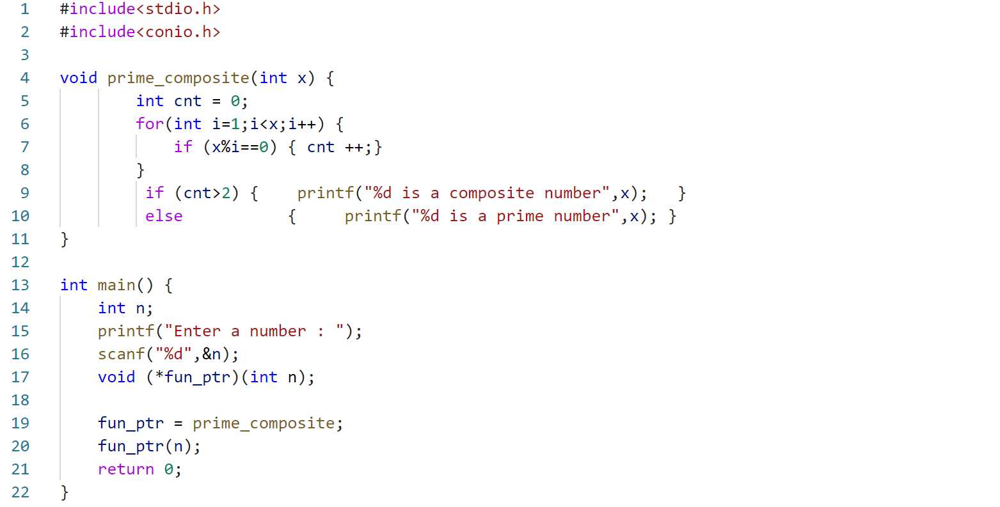 1 #include<stdio.h>
2 #include<conio.h>
3
4 void prime_composite(int x) {
5         int cnt = 0;
6         for(int i=1;i<x;i++) {
7             if (x%i==0) { cnt ++;}
8         }
9          if (cnt>2) {    printf("%d is a composite number",x);   }
10          else           {     printf("%d is a prime number",x); }
11 }
12
13 int main() {
14     int n;
15     printf("Enter a number : ");
16     scanf("%d",&n);
17     void (*fun_ptr)(int n);
18
19     fun_ptr = prime_composite;
20     fun_ptr(n);
21     return 0;
22 }